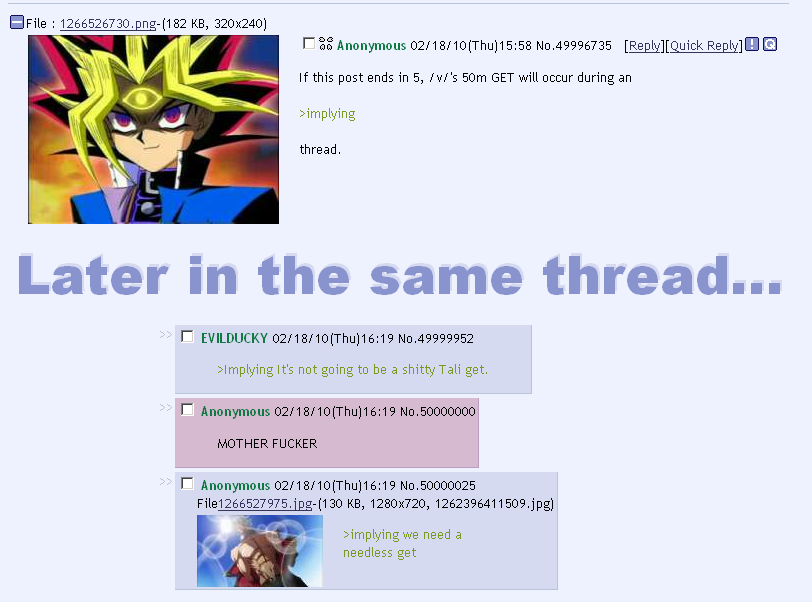 File : 1266526730.png-(182 KB, 320x240)
Anonymous 02/18/10(Thu)15:58 No.49996735 [Reply][Quick Reply] ! Q
If this post ends in 5, /v/'s 50m GET will occur during an
>implying
thread.
Later in the same thread...
>> EVILDUCKY 02/18/10(Thu)16:19 No.49999952
>Implying It's not going to be a shitty Tali get.
>> Anonymous 02/18/10(Thu)16:19 No.50000000
MOTHER FUCKER
>> Anonymous 02/18/10(Thu)16:19 No.50000025
File1266527975.jpg-(130 KB, 1280x720, 1262396411509.jpg)
>implying we need a
needless get